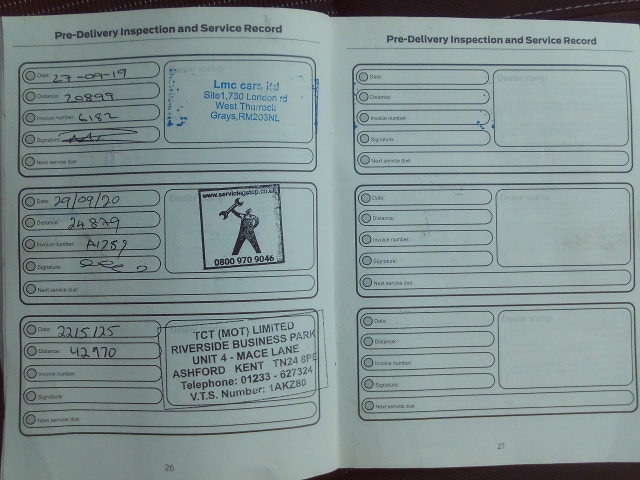 Pre-Delivery Inspection and Service Record
Date: 27-09-19
Dealer stamp
Distance: 20899
Invoice number: 6182
Signature:
Next service due:
Lmc cars ltd
Site1,730 London rd
West Thurrock
Grays,RM203NL
Date: 29/09/20
Dealer
Distance: 24879
Invoice number: A1259
Signature:
Next service due:
www.servicingstop.co.uk
0800 970 9046
Date: 22/5/25
Distance: 42970
Invoice number:
Signature:
Next service due:
TCT (MOT) LIMITED
RIVERSIDE BUSINESS PARK
UNIT 4 - MACE LANE
ASHFORD KENT TN24 8PE
Telephone: 01233 - 627324
V.T.S. Number: 1AKZ80
26
Pre-Delivery Inspection and Service Record
Date:
Dealer stamp
Distance:
Invoice number:
Signature:
Next service due:
Date:
Dealer stamp
Distance:
Invoice number:
Signature:
Next service due:
Date:
Dealer stamp
Distance:
Invoice number:
Signature:
Next service due:
27